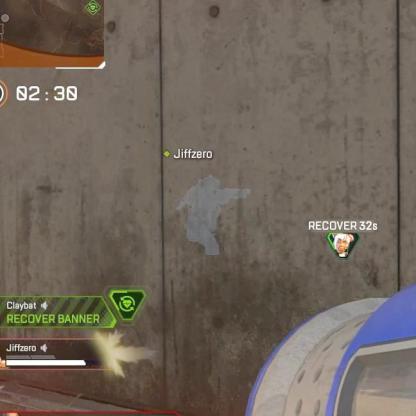 02:30
Jiffzero
RECOVER 32s
Claybat
RECOVER BANNER
Jiffzero